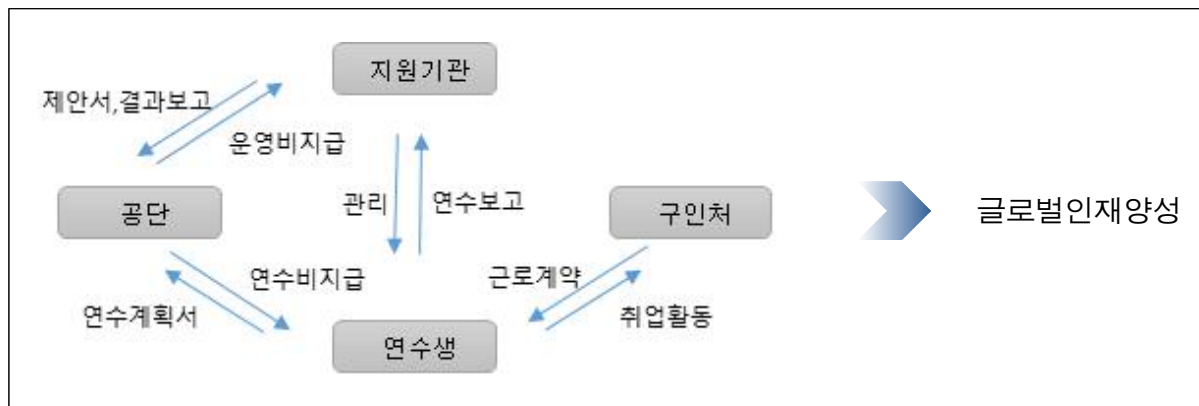 지원기관
제안서,결과보고
운영비지급
공단
관리
연수보고
구인처
글로벌인재양성
연수비지급
근로계약
연수계획서
취업활동
연수생